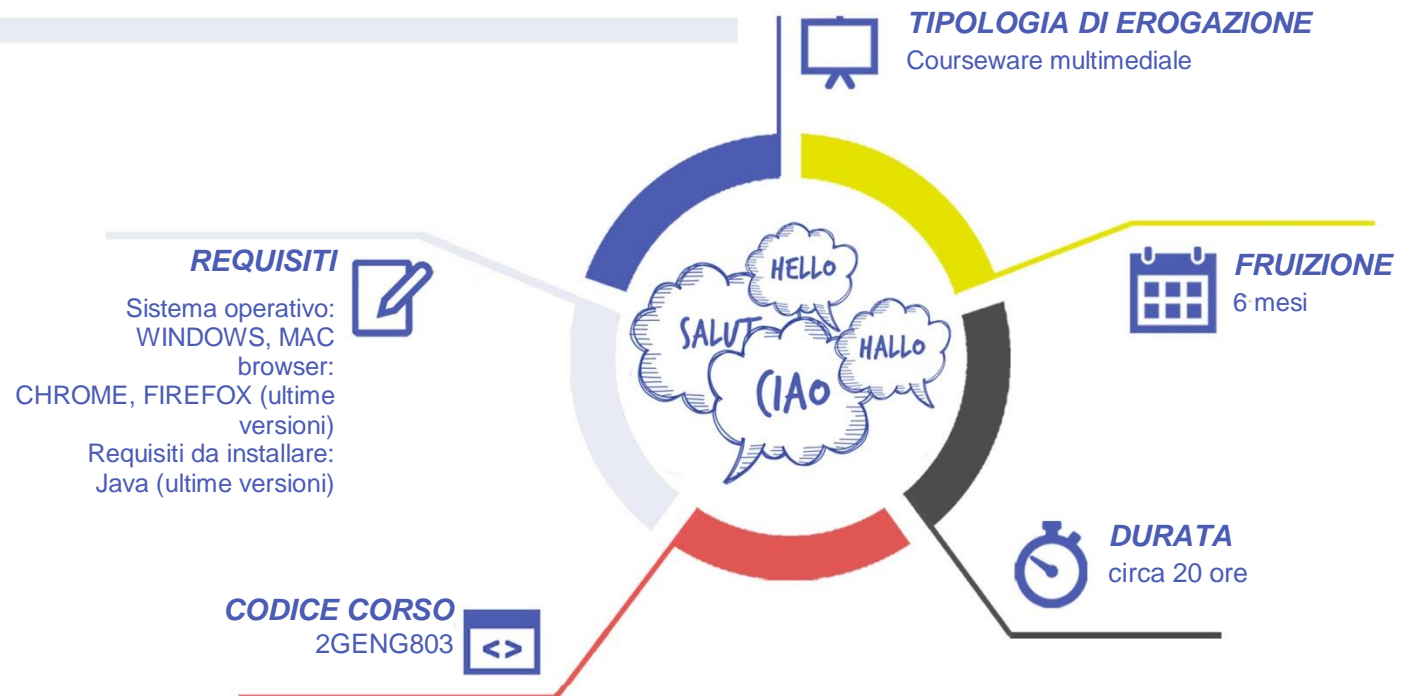 TIPOLOGIA DI EROGAZIONE
Courseware multimediale
REQUISITI
Sistema operativo:
WINDOWS, MAC
browser:
CHROME, FIREFOX (ultime
versioni)
Requisiti da installare:
Java (ultime versioni)
HELLO
SALUT
HALLO
CIAO
FRUIZIONE
6 mesi
DURATA
circa 20 ore
CODICE CORSO
2GENG803
<>